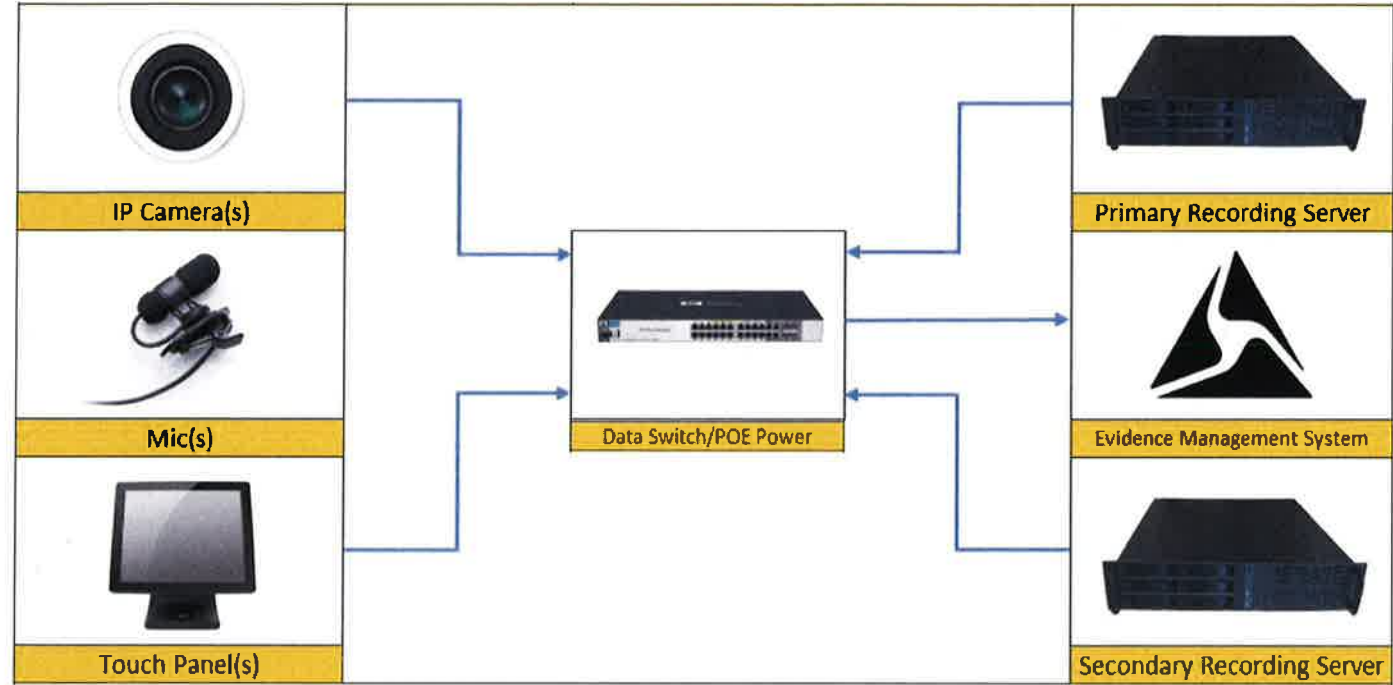 IP Camera(s)
Primary Recording Server
Mic(s)
Data Switch/POE Power
Evidence Management System
Touch Panel(s)
Secondary Recording Server